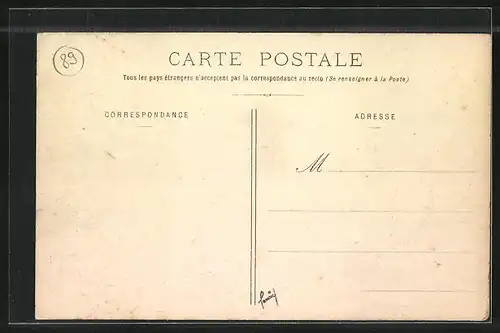 89
CARTE POSTALE
Tous les pays étrangers n'acceptent pas la correspondance au recto (Se renseigner à la Poste)
CORRESPONDANCE
ADRESSE
M